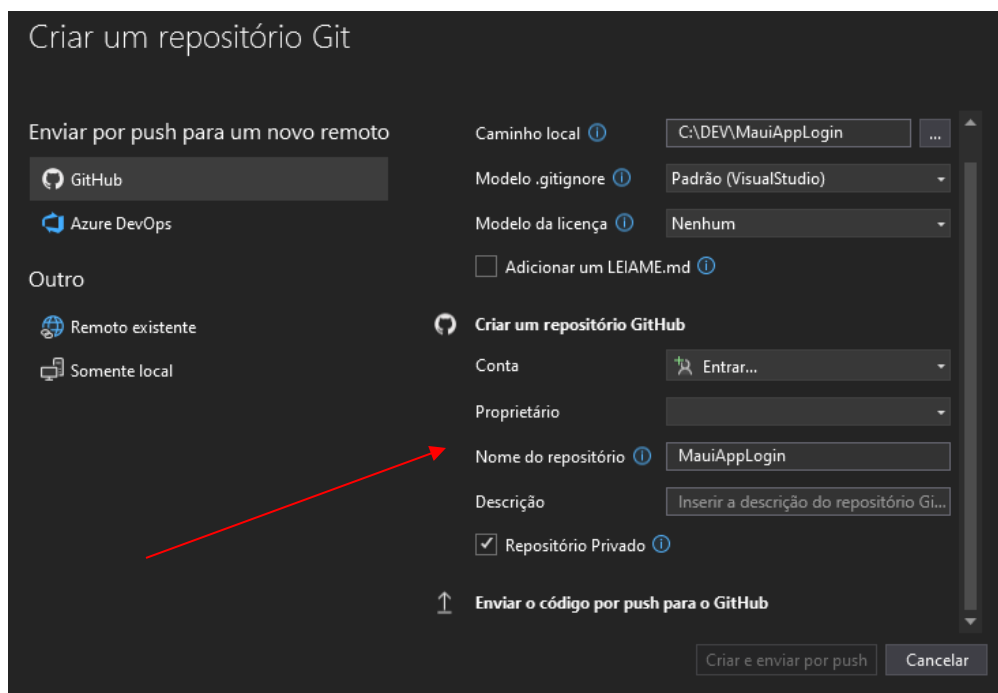 Criar um repositório Git
Enviar por push para um novo remoto
GitHub
Azure DevOps
Outro
Remoto existente
Somente local
Caminho local C:\DEV\MauiAppLogin ...
Modelo .gitignore Padrão (VisualStudio)
Modelo da licença Nenhum
Adicionar um LEIAME.md
Criar um repositório GitHub
Conta Entrar...
Proprietário
Nome do repositório MauiAppLogin
Descrição Inserir a descrição do repositório Gi...
Repositório Privado
Enviar o código por push para o GitHub
Criar e enviar por push Cancelar